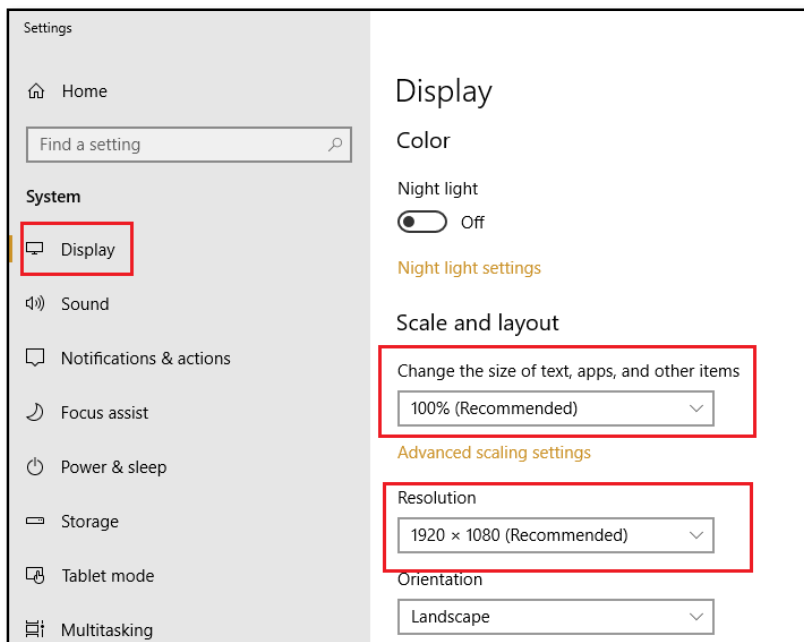 Settings
Home
Find a setting
System
Display
Sound
Notifications & actions
Focus assist
Power & sleep
Storage
Tablet mode
Multitasking
Display
Color
Night light
Off
Night light settings
Scale and layout
Change the size of text, apps, and other items
100% (Recommended)
Advanced scaling settings
Resolution
1920 × 1080 (Recommended)
Orientation
Landscape